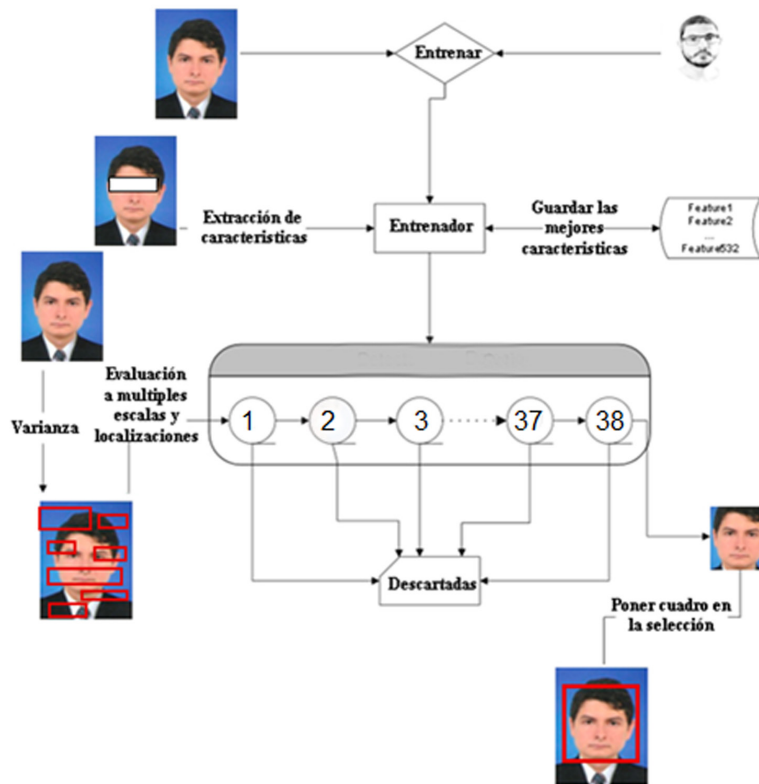 Entrenar
Extracción de
caracteristicas
Entrenador
Guardar las
mejores
caracteristicas
Feature1
Feature2
...
Feature532
Evaluación
a multiples
escalas y
localizaciones
Varianza
1
2
3
37
38
Descartadas
Poner cuadro en
la selección